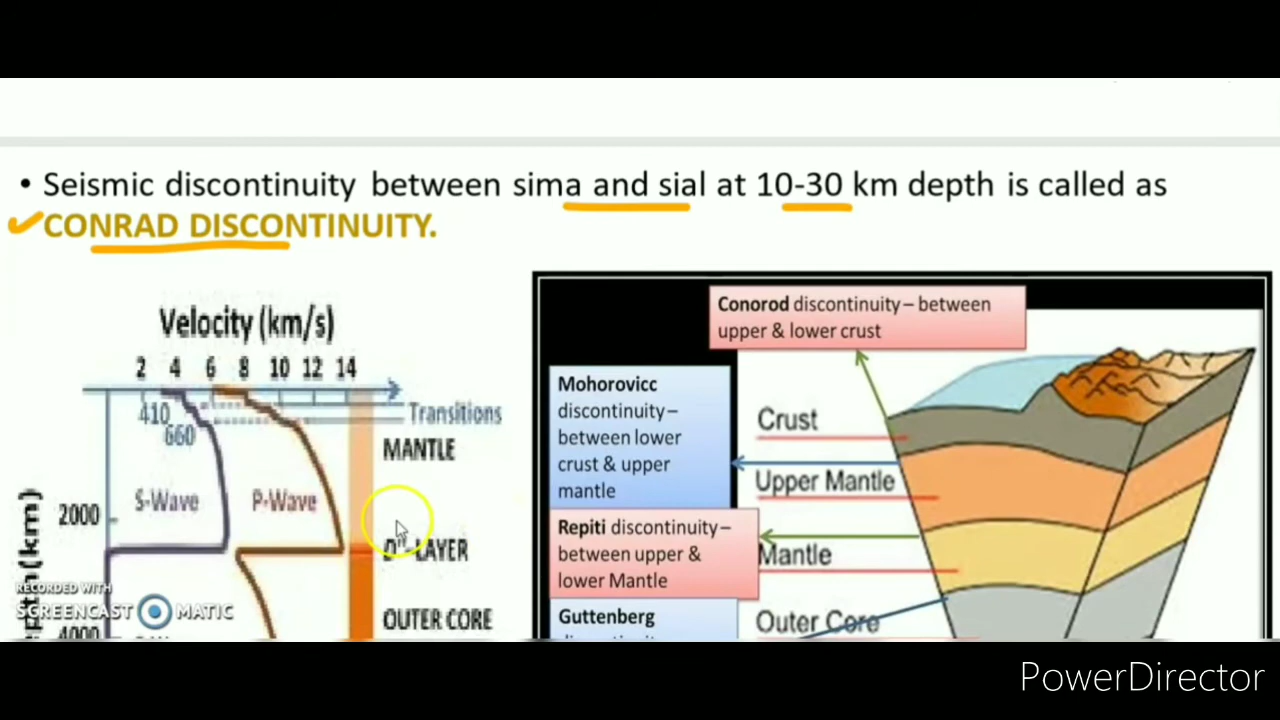 • Seismic discontinuity between sima and sial at 10-30 km depth is called as
CONRAD DISCONTINUITY.
Velocity (km/s)
2 4 6 8 10 12 14
410
660
Transitions
MANTLE
S-Wave
P-Wave
2000
D" LAYER
OUTER CORE
4000
RECORDED WITH
SCREENCAST MATIC
Conorod discontinuity – between
upper & lower crust
Mohorovicc
discontinuity –
between lower
crust & upper
mantle
Repiti discontinuity –
between upper &
lower Mantle
Guttenberg
Crust
Upper Mantle
Mantle
Outer Core
PowerDirector